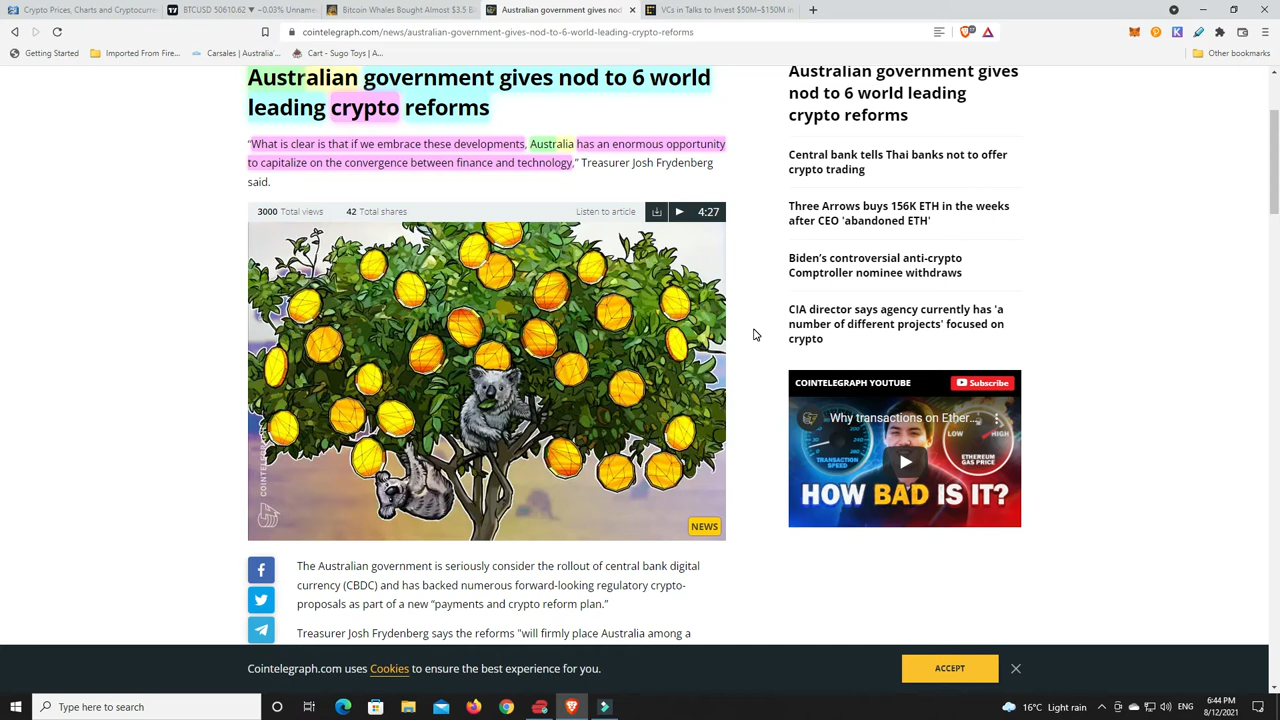 Crypto Prices, Charts and Cryptocurr
BTCUSD 50610.62 ▼ −0.03% Unnam
Bitcoin Whales Bought Almost $3.5 B
Australian government gives nod
VCs in Talks to Invest $50M–$150M in
cointelegraph.com/news/australian-government-gives-nod-to-6-world-leading-crypto-reforms
Getting Started
Imported From Fire...
Carsales | Australia'...
Cart - Sugo Toys | A...
Other bookmarks
Australian government gives nod to 6 world
leading crypto reforms
“What is clear is that if we embrace these developments, Australia has an enormous opportunity
to capitalize on the convergence between finance and technology,” Treasurer Josh Frydenberg
said.
3000 Total views
42 Total shares
Listen to article
4:27
COINTELEGRAPH
NEWS
The Australian government is seriously consider the rollout of central bank digital
currency (CBDC) and has backed numerous forward-looking regulatory crypto-
proposals as part of a new “payments and crypto reform plan.”
Treasurer Josh Frydenberg says the reforms "will firmly place Australia among a
Australian government gives
nod to 6 world leading
crypto reforms
Central bank tells Thai banks not to offer
crypto trading
Three Arrows buys 156K ETH in the weeks
after CEO 'abandoned ETH'
Biden’s controversial anti-crypto
Comptroller nominee withdraws
CIA director says agency currently has 'a
number of different projects' focused on
crypto
COINTELEGRAPH YOUTUBE
Subscribe
Why transactions on Ether...
TRANSACTION
SPEED
LOW
HIGH
ETHEREUM
GAS PRICE
HOW BAD IS IT?
Cointelegraph.com uses Cookies to ensure the best experience for you.
ACCEPT
Type here to search
16°C Light rain
ENG
6:44 PM
8/12/2021